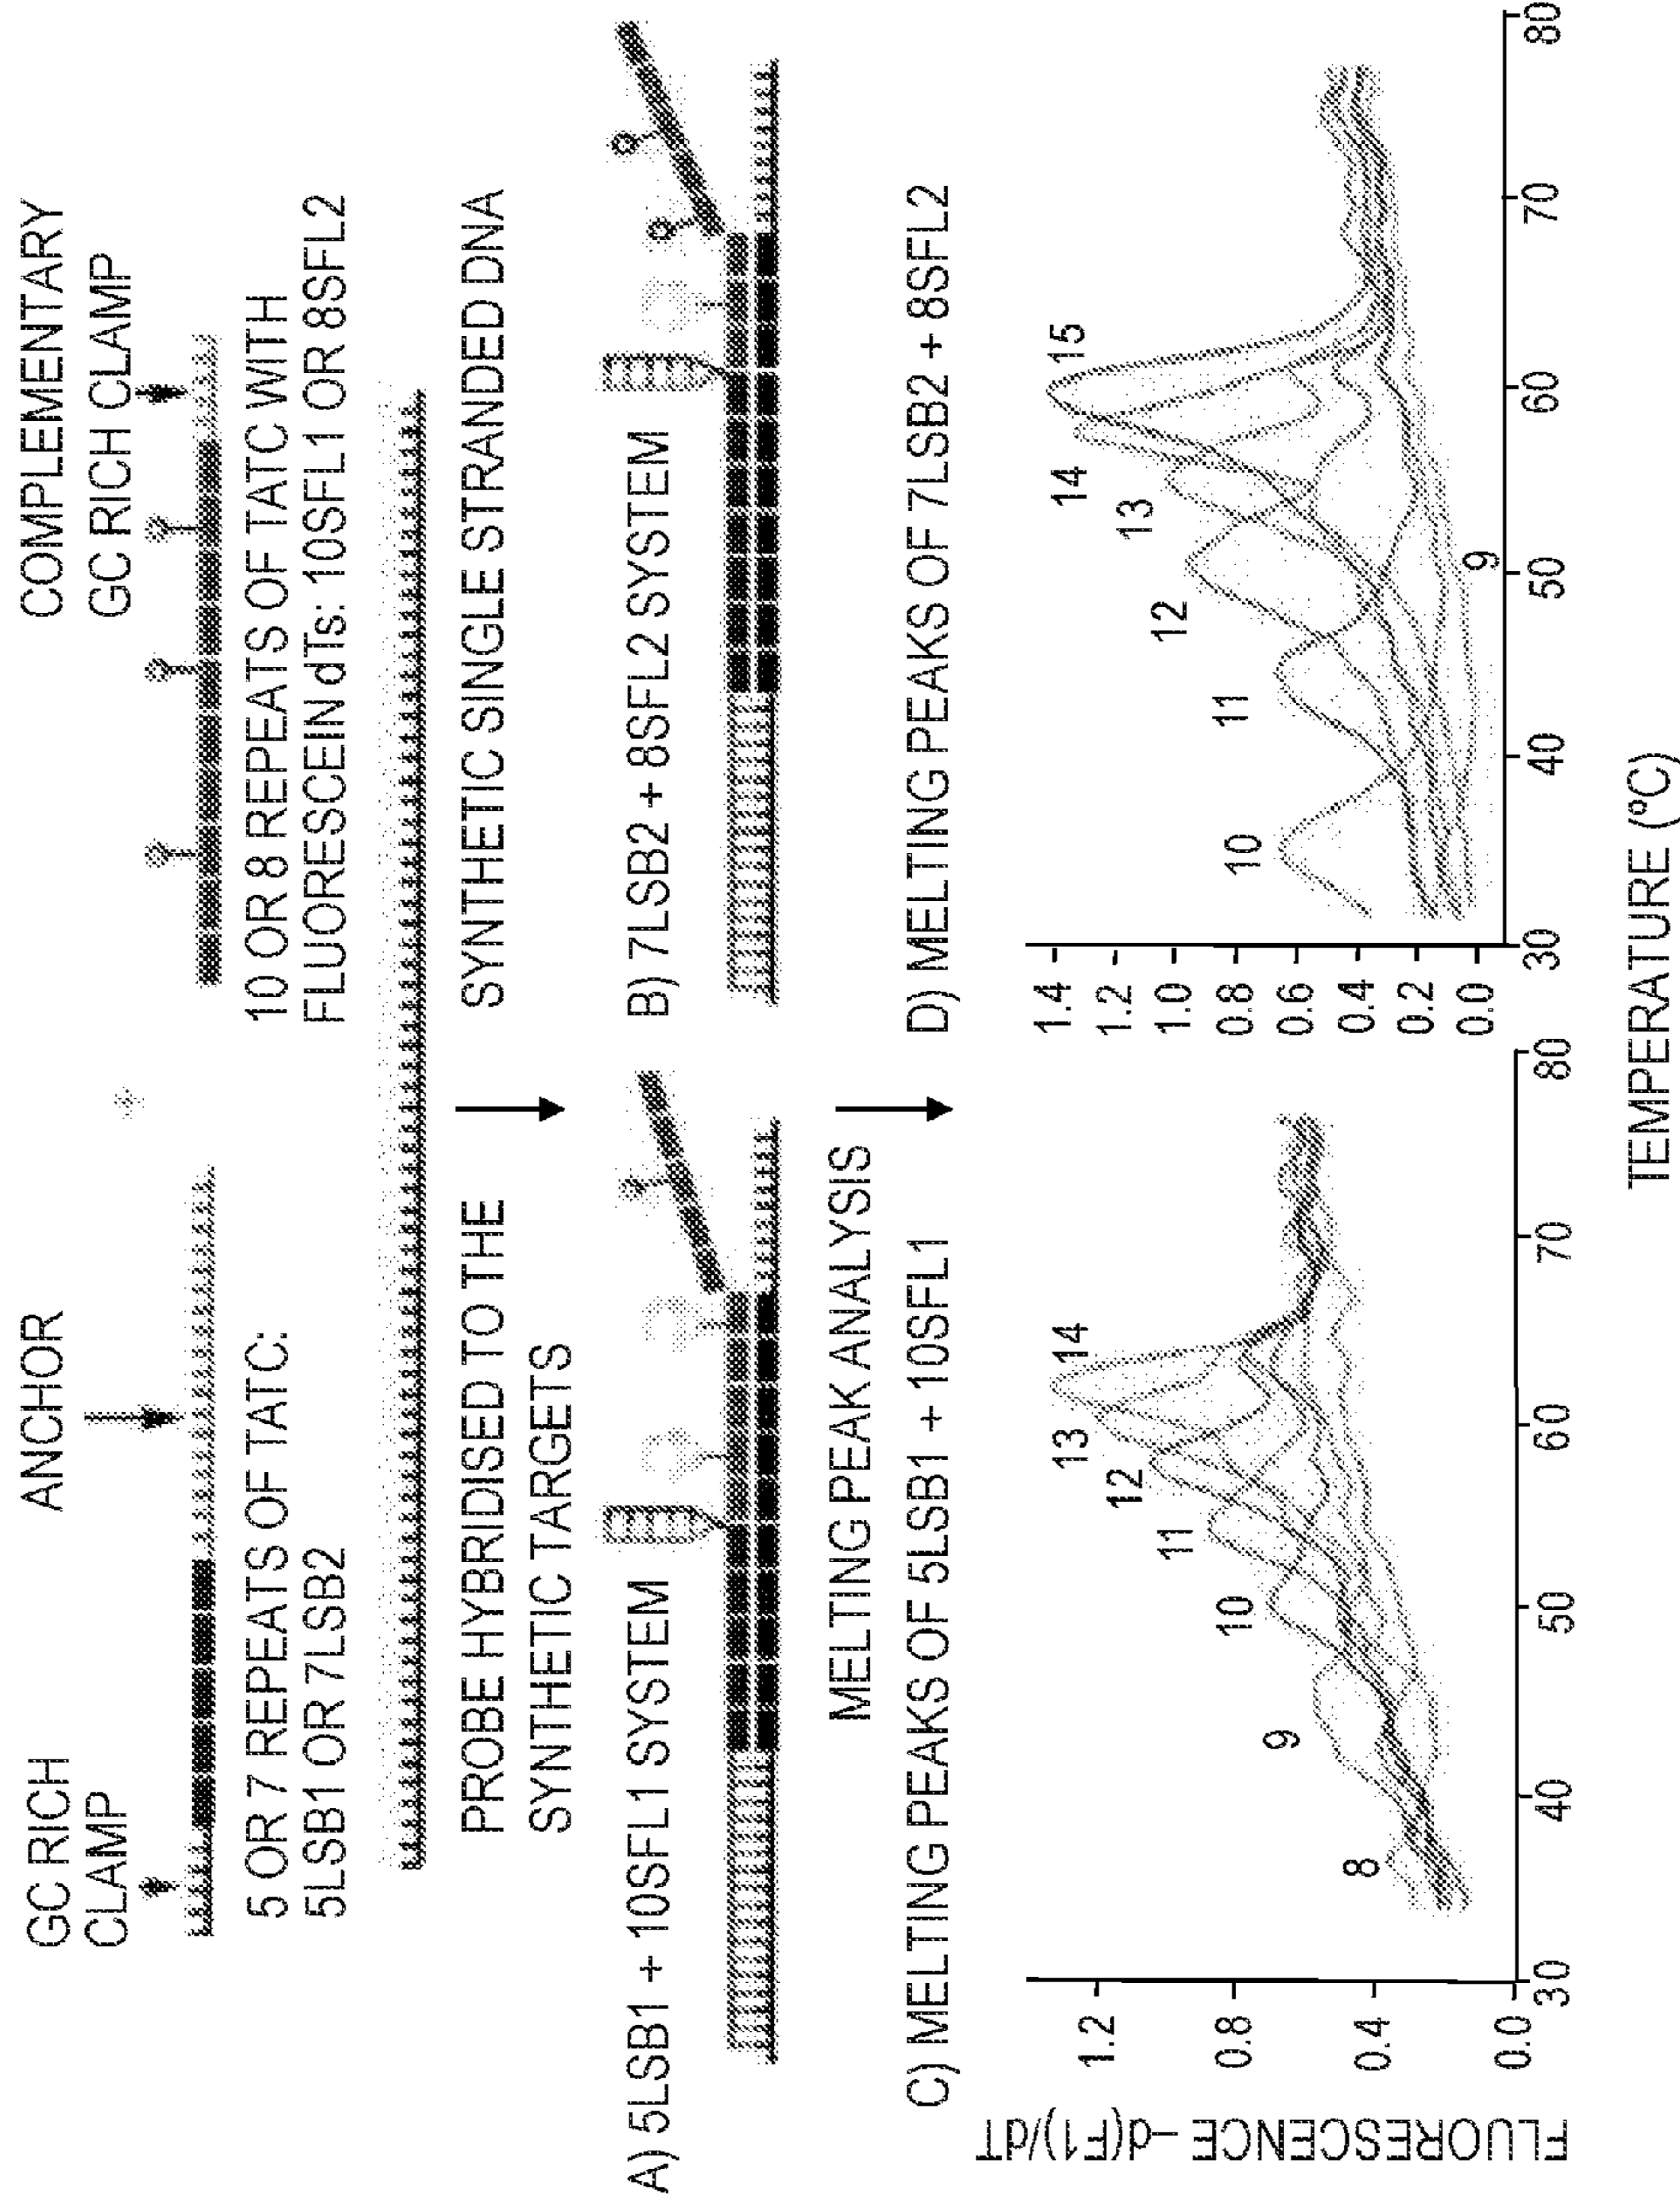 GC RICH
CLAMP
ANCHOR
COMPLEMENTARY
GC RICH CLAMP
5 OR 7 REPEATS OF TATC:
5LSB1 OR 7LSB2
10 OR 8 REPEATS OF TATC WITH
FLUORESCEIN dTs: 10SFL1 OR 8SFL2
PROBE HYBRIDISED TO THE
SYNTHETIC TARGETS
SYNTHETIC SINGLE STRANDED DNA
A) 5LSB1 + 10SFL1 SYSTEM
B) 7LSB2 + 8SFL2 SYSTEM
MELTING PEAK ANALYSIS
C) MELTING PEAKS OF 5LSB1 + 10SFL1
D) MELTING PEAKS OF 7LSB2 + 8SFL2
FLUORESCENCE -d(F1)/dT
1.2
0.8
0.4
0.0
8
9
10
11
12
13
14
30
40
50
60
70
80
1.4
1.2
1.0
0.8
0.6
0.4
0.2
0.0
10
11
12
13
14
15
9
30
40
50
60
70
80
TEMPERATURE (ºC)